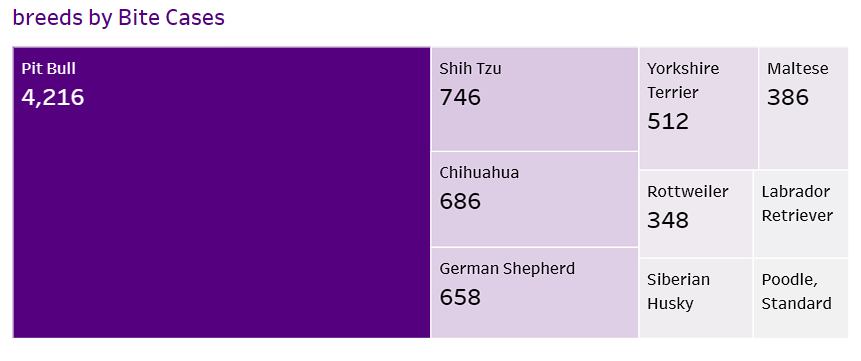 breeds by Bite Cases
Pit Bull
4,216
Shih Tzu
746
Chihuahua
686
German Shepherd
658
Yorkshire
Terrier
512
Maltese
386
Rottweiler
348
Labrador
Retriever
Siberian
Husky
Poodle,
Standard